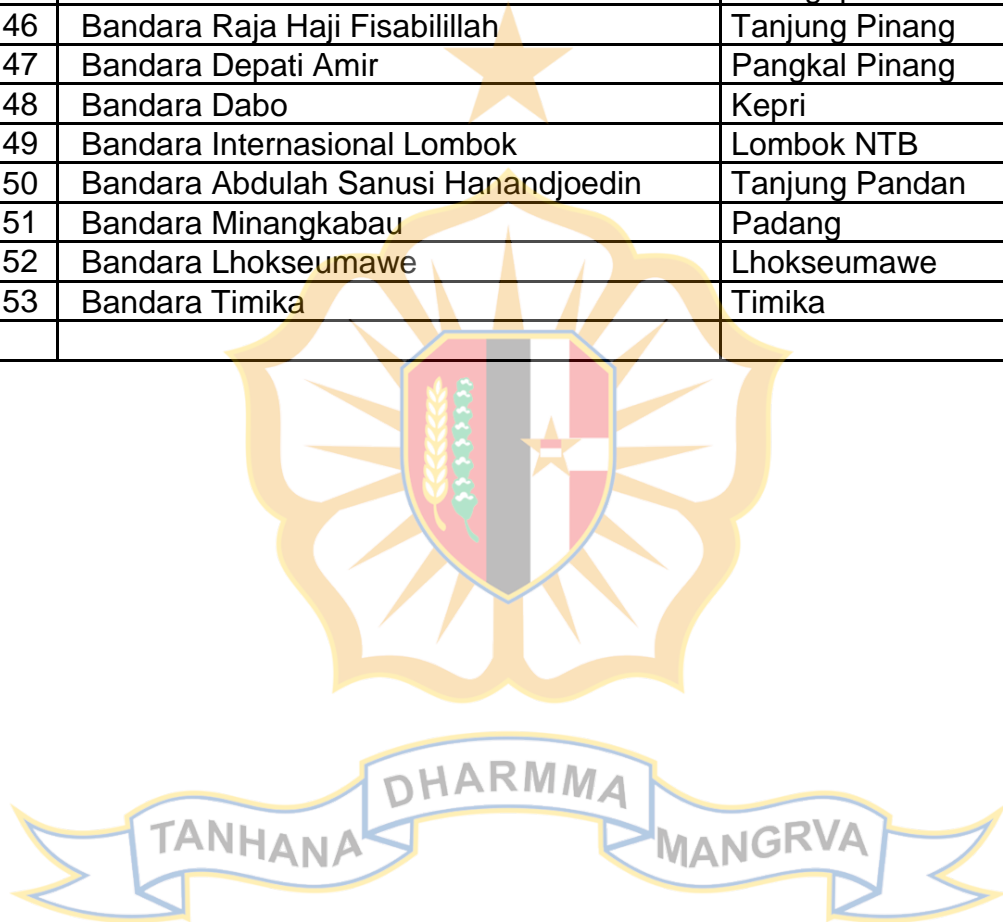 46 Bandara Raja Haji Fisabilillah Tanjung Pinang
47 Bandara Depati Amir Pangkal Pinang
48 Bandara Dabo Kepri
49 Bandara Internasional Lombok Lombok NTB
50 Bandara Abdulah Sanusi Hanandjoedin Tanjung Pandan
51 Bandara Minangkabau Padang
52 Bandara Lhokseumawe Lhokseumawe
53 Bandara Timika Timika
TANHANA DHARMMA MANGRVA